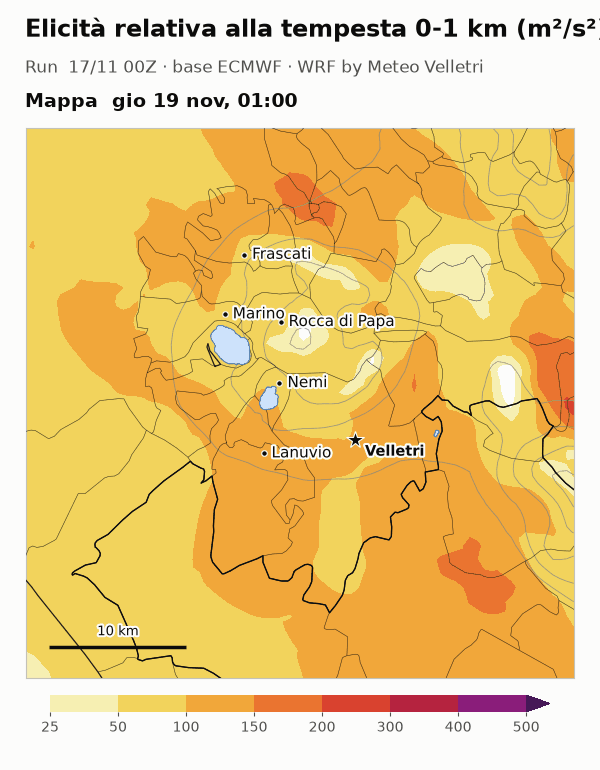 Elicità relativa alla tempesta 0-1 km (m²/s²)
Run  17/11 00Z · base ECMWF · WRF by Meteo Velletri
Mappa  gio 19 nov, 01:00
Frascati
Marino
Rocca di Papa
Nemi
Velletri
Lanuvio
10 km
25 50 100 150 200 300 400 500